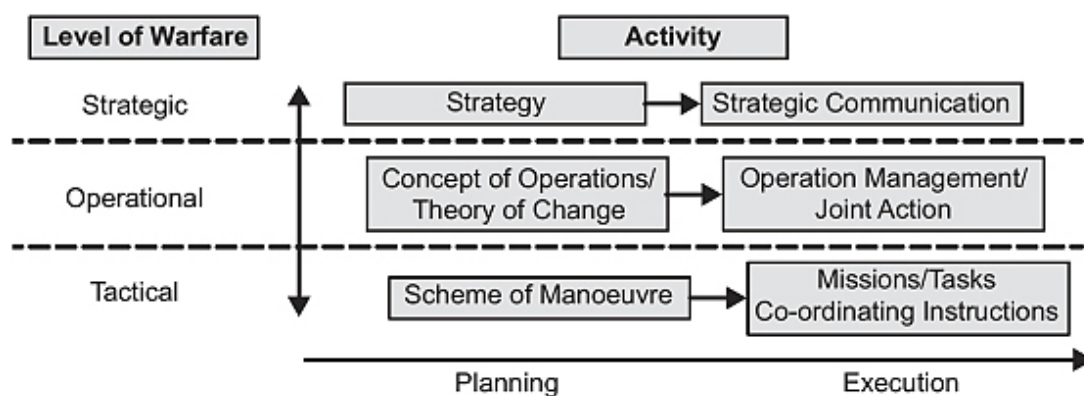 Level of Warfare
Activity
Strategic
Strategy
Strategic Communication
Operational
Concept of Operations/
Theory of Change
Operation Management/
Joint Action
Tactical
Scheme of Manoeuvre
Missions/Tasks
Co-ordinating Instructions
Planning
Execution